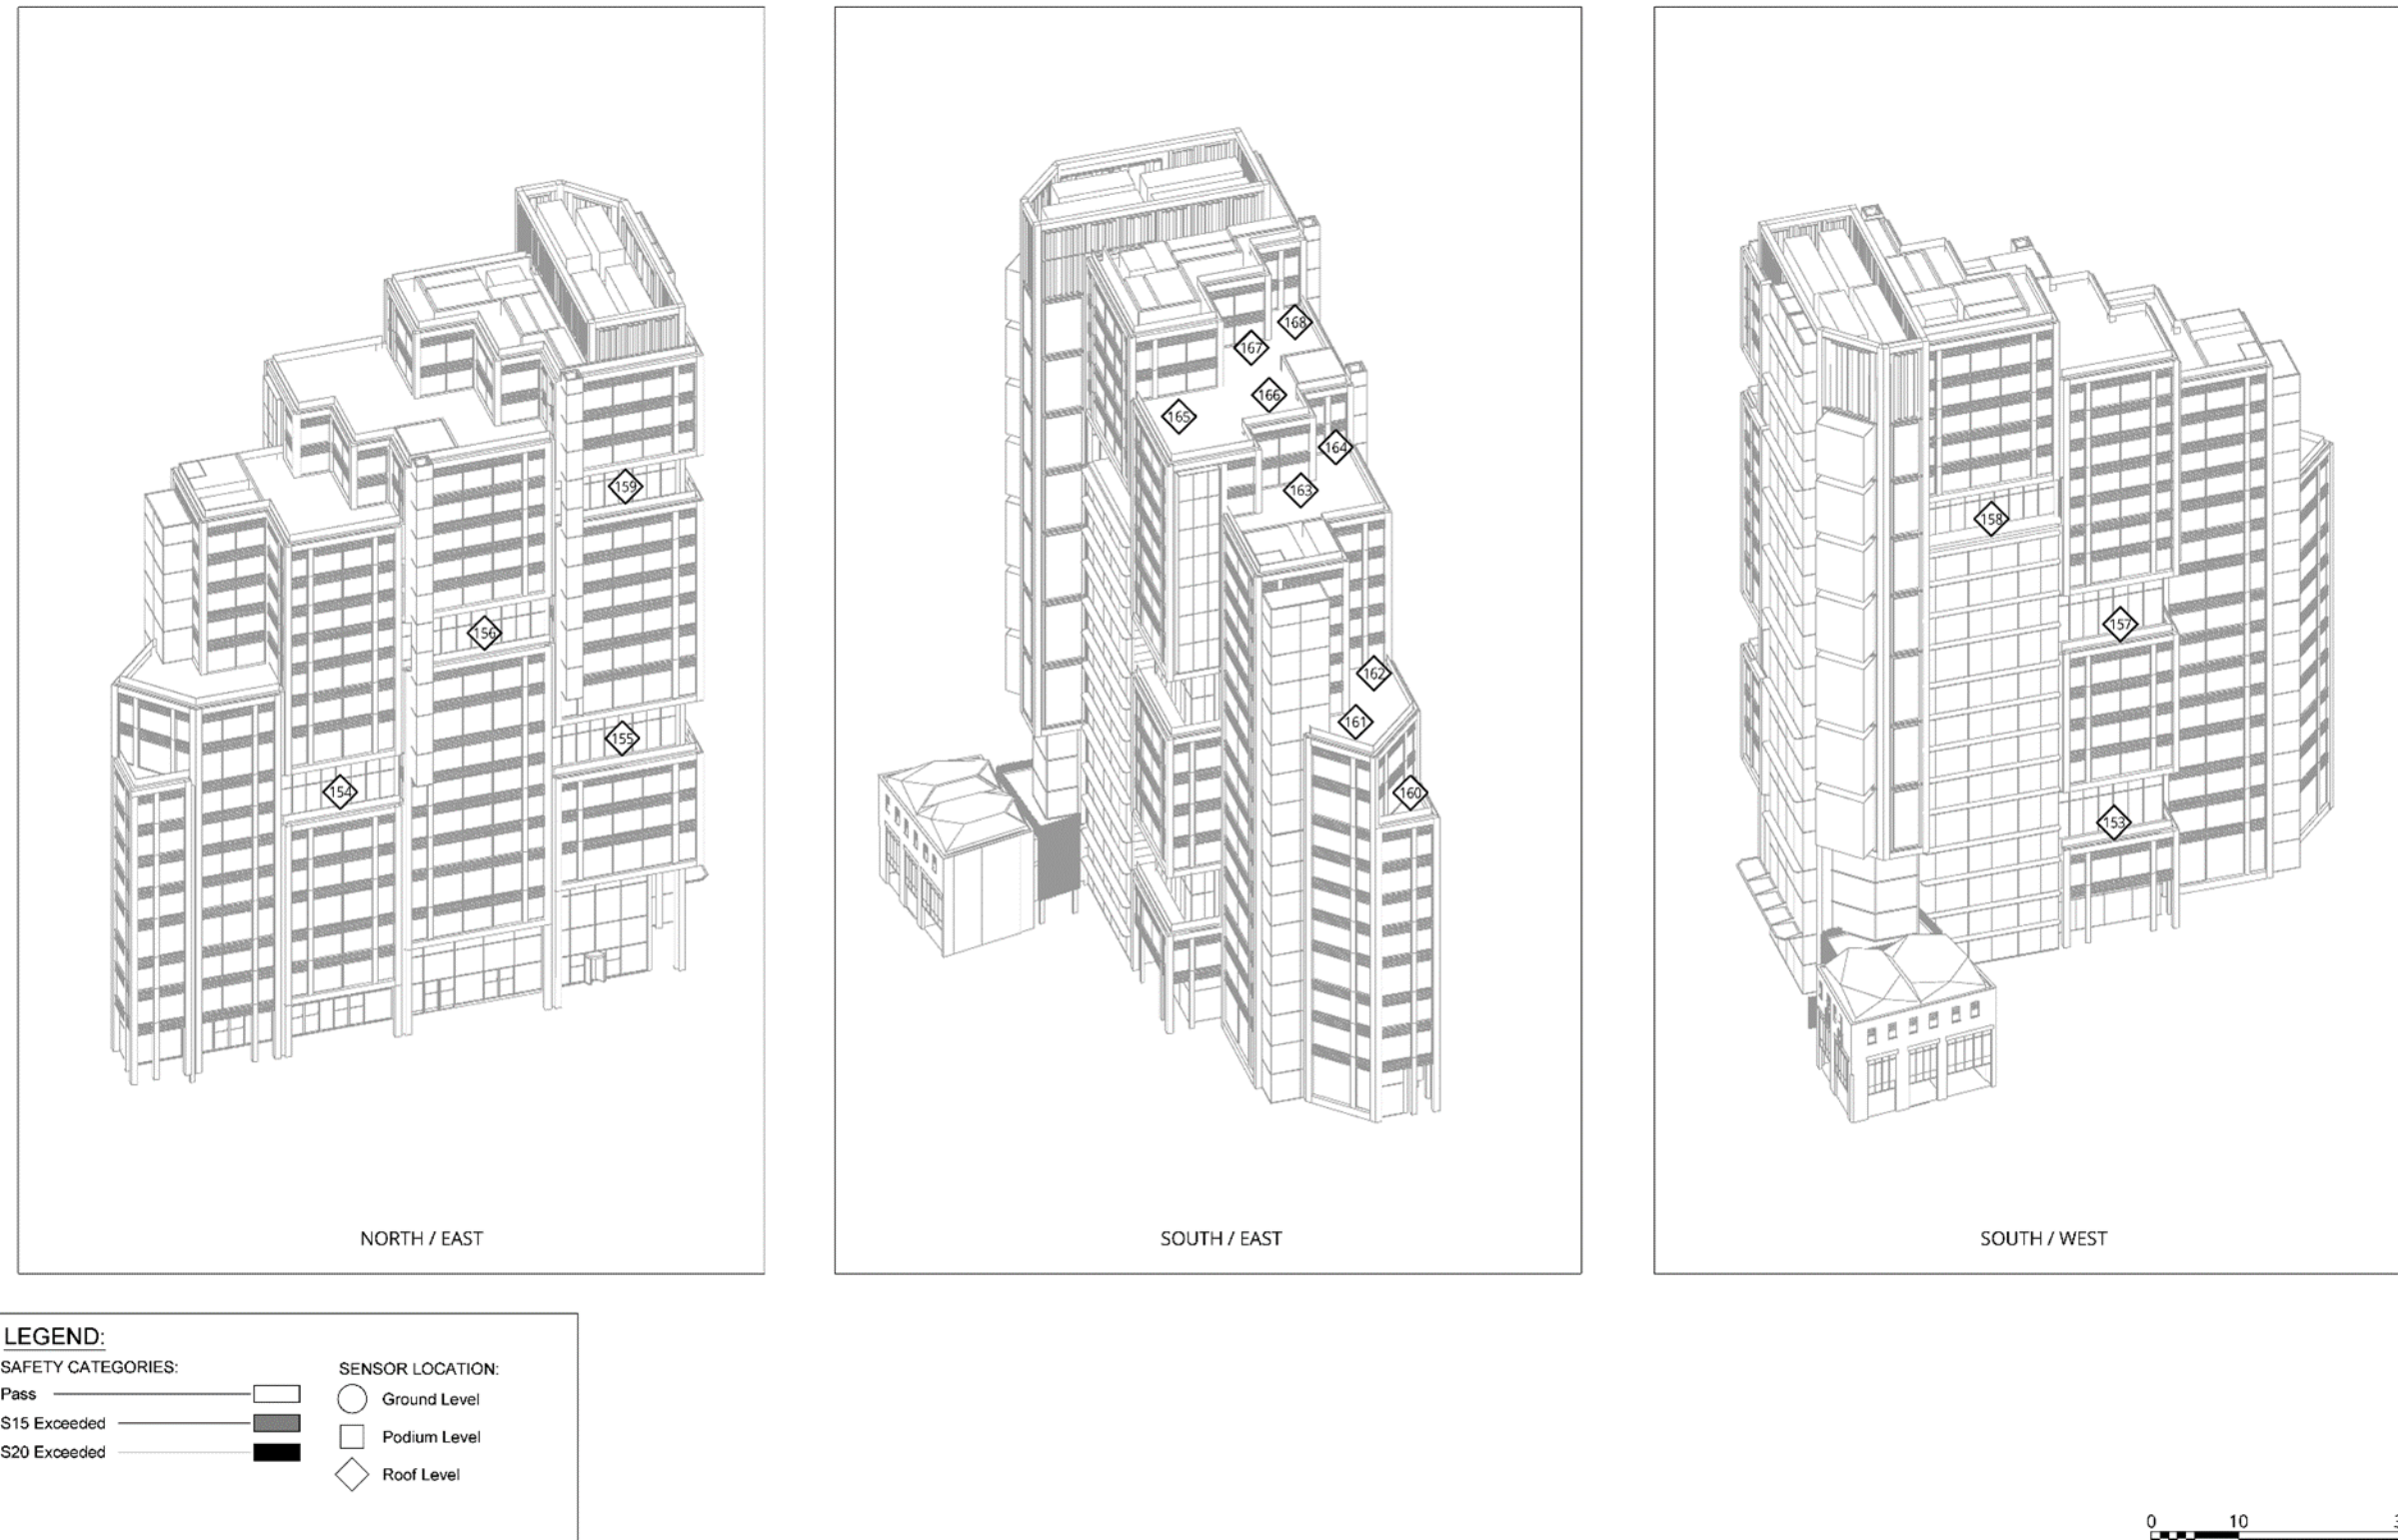 159
156
155
154
NORTH / EAST
168
167
166
165
164
163
162
161
160
SOUTH / EAST
158
157
153
SOUTH / WEST
LEGEND:
SAFETY CATEGORIES:
Pass
S15 Exceeded
S20 Exceeded
SENSOR LOCATION:
Ground Level
Podium Level
Roof Level
0 10